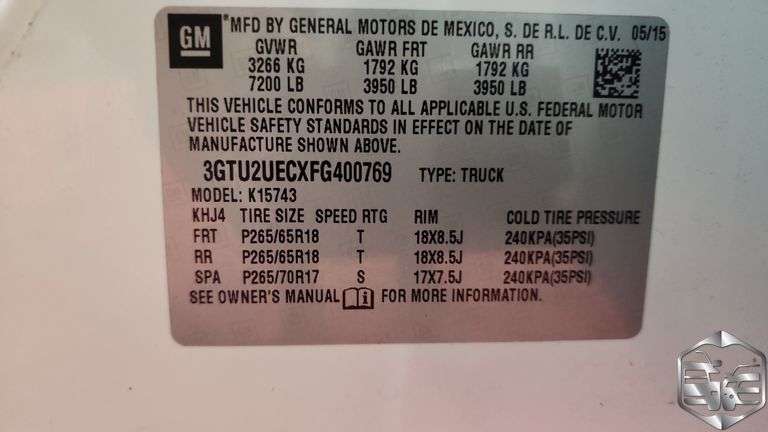 GM
MFD BY GENERAL MOTORS DE MEXICO, S. DE R.L. DE C.V. 05/15
GVWR GAWR FRT GAWR RR
3266 KG 1792 KG 1792 KG
7200 LB 3950 LB 3950 LB
THIS VEHICLE CONFORMS TO ALL APPLICABLE U.S. FEDERAL MOTOR
VEHICLE SAFETY STANDARDS IN EFFECT ON THE DATE OF
MANUFACTURE SHOWN ABOVE.
3GTU2UECXFG400769 TYPE: TRUCK
MODEL: K15743
KHJ4 TIRE SIZE SPEED RTG RIM COLD TIRE PRESSURE
FRT P265/65R18 T 18X8.5J 240KPA(35PSI)
RR P265/65R18 T 18X8.5J 240KPA(35PSI)
SPA P265/70R17 S 17X7.5J 240KPA(35PSI)
SEE OWNER'S MANUAL i FOR MORE INFORMATION.